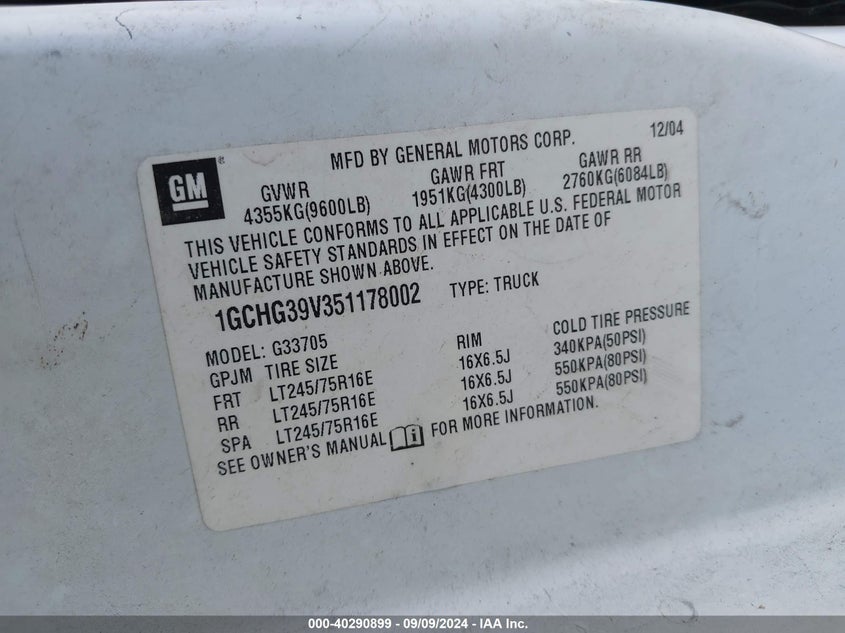 GM ®
MFD BY GENERAL MOTORS CORP. 12/04
GVWR GAWR FRT GAWR RR
4355KG(9600LB) 1951KG(4300LB) 2760KG(6084LB)
THIS VEHICLE CONFORMS TO ALL APPLICABLE U.S. FEDERAL MOTOR
VEHICLE SAFETY STANDARDS IN EFFECT ON THE DATE OF
MANUFACTURE SHOWN ABOVE.
1GCHG39V351178002 TYPE: TRUCK
MODEL: G33705
GPJM TIRE SIZE RIM COLD TIRE PRESSURE
FRT LT245/75R16E 16X6.5J 340KPA(50PSI)
RR LT245/75R16E 16X6.5J 550KPA(80PSI)
SPA LT245/75R16E 16X6.5J 550KPA(80PSI)
SEE OWNER'S MANUAL i FOR MORE INFORMATION.
000-40290899 - 09/09/2024 - IAA Inc.